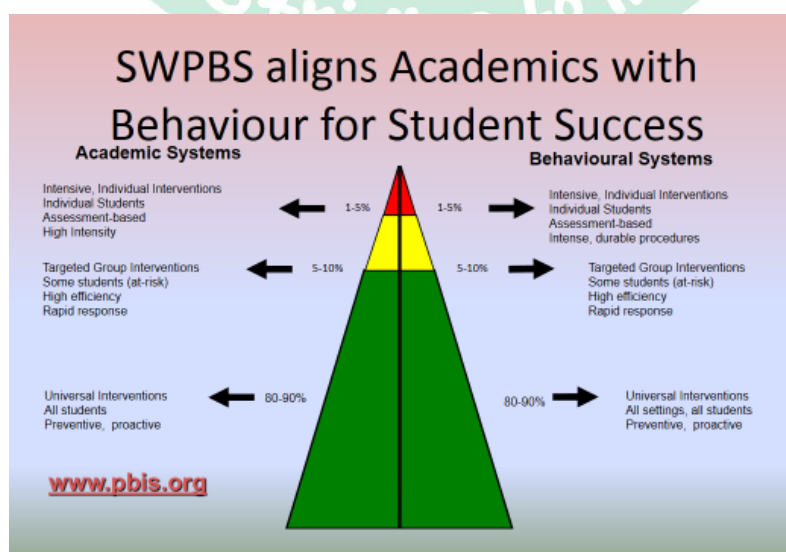 SWPBS aligns Academics with
Behaviour for Student Success
Academic Systems
Intensive, Individual Interventions
Individual Students
Assessment-based
High Intensity
1-5%
Targeted Group Interventions
Some students (at-risk)
High efficiency
Rapid response
5-10%
Universal Interventions
All students
Preventive, proactive
80-90%
Behavioural Systems
1-5%
Intensive, Individual Interventions
Individual Students
Assessment-based
Intense, durable procedures
5-10%
Targeted Group Interventions
Some students (at-risk)
High efficiency
Rapid response
80-90%
Universal Interventions
All settings, all students
Preventive, proactive
www.pbis.org